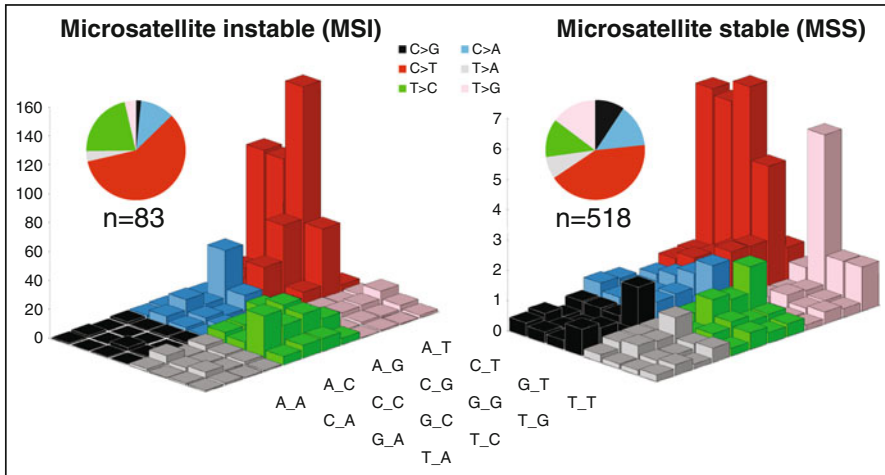 Microsatellite instable (MSI)
Microsatellite stable (MSS)
C>G C>A
C>T T>A
T>C T>G
160
140
120
100
80
60
40
20
0
n=83
7
6
5
4
3
2
1
0
n=518
A_T
A_G C_T
A_C C_G G_T
A_A C_C G_G T_T
C_A G_C T_G
G_A T_C
T_A